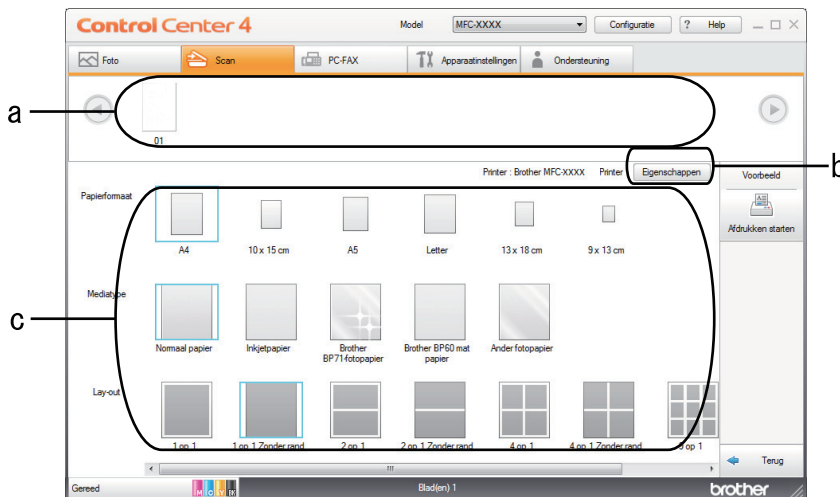 Control Center 4 Model MFC-XXXX Configuratie ? Help
Foto Scan PC-FAX Apparaatinstellingen Ondersteuning
a
01
b
Printer : Brother MFC-XXXX Printer Eigenschappen Voorbeeld
Papierformaat
Afdrukken starten
A4 10 x 15 cm A5 Letter 13 x 18 cm 9 x 13 cm
Mediatype
c
Normaal papier Inkjetpapier Brother BP71-fotopapier Brother BP60 mat papier Ander fotopapier
Lay-out
1 op 1 1 op 1 Zonder rand 2 op 1 2 op 1 Zonder rand 4 op 1 4 op 1 Zonder rand 9 op 1
Terug
Gereed M C Y BK Blad(en) 1 brother